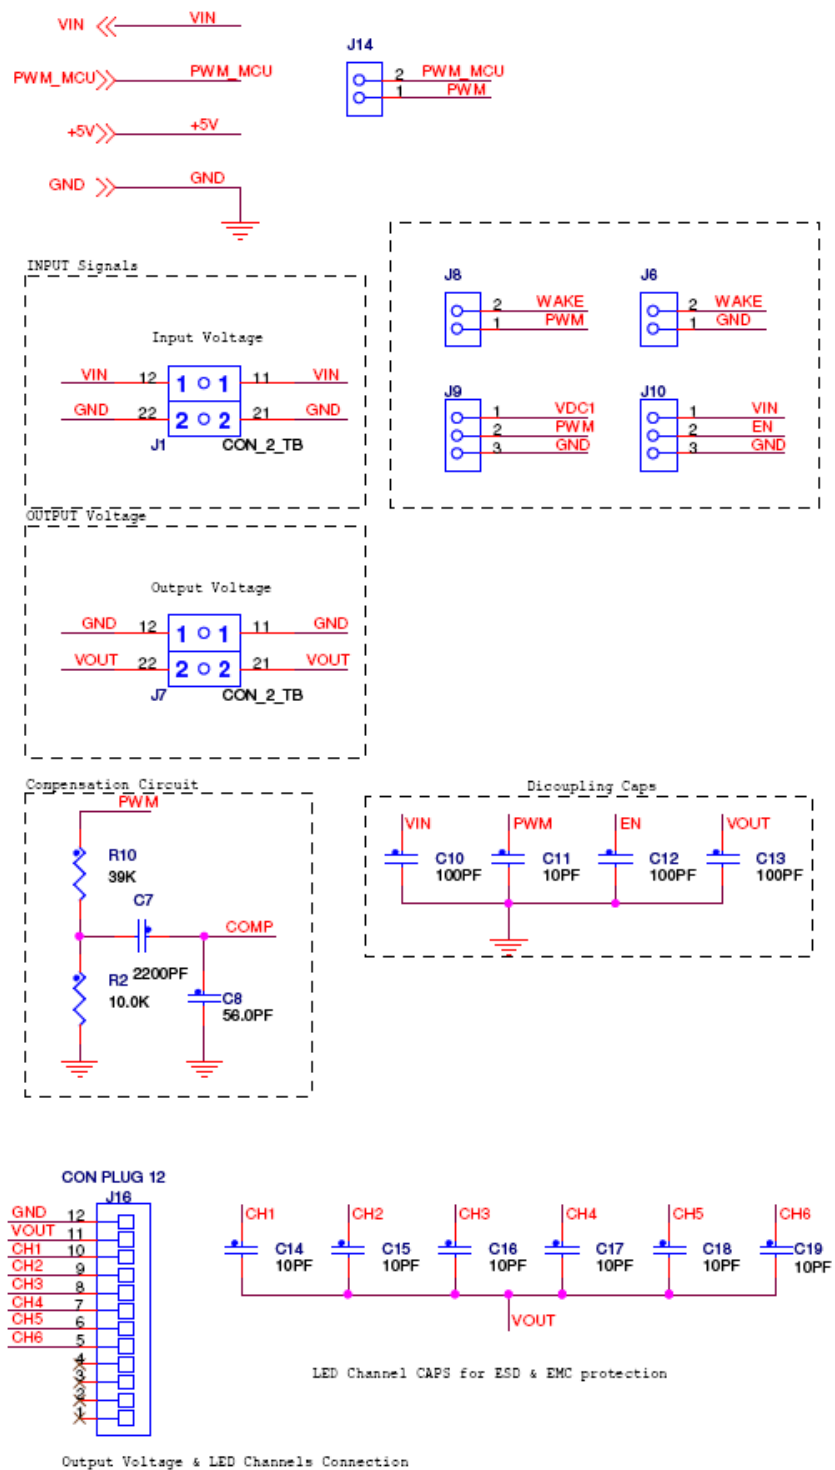 VIN VIN
J14
PWM_MCU PWM_MCU
2 PWM_MCU
1 PWM
+5V +5V
GND GND
INPUT Signals
Input Voltage
VIN 12 1 1 11 VIN
GND 22 2 2 21 GND
J1 CON_2_TB
J8 J6
2 WAKE 2 WAKE
1 PWM 1 GND
J9 J10
1 VDC1 1 VIN
2 PWM 2 EN
3 GND 3 GND
OUTPUT Voltage
Output Voltage
GND 12 1 1 11 GND
VOUT 22 2 2 21 VOUT
J7 CON_2_TB
Compensation Circuit
PWM
R10
39K
C7
COMP
R2 2200PF
10.0K
C8
56.0PF
Dicoupling Caps
VIN PWM EN VOUT
C10 C11 C12 C13
100PF 10PF 100PF 100PF
CON PLUG 12
J16
GND 12
VOUT 11
CH1 10
CH2 9
CH3 8
CH4 7
CH5 6
CH6 5
4
3
2
1
CH1 CH2 CH3 CH4 CH5 CH6
C14 C15 C16 C17 C18 C19
10PF 10PF 10PF 10PF 10PF 10PF
VOUT
LED Channel CAPS for ESD & EMC protection
Output Voltage & LED Channels Connection